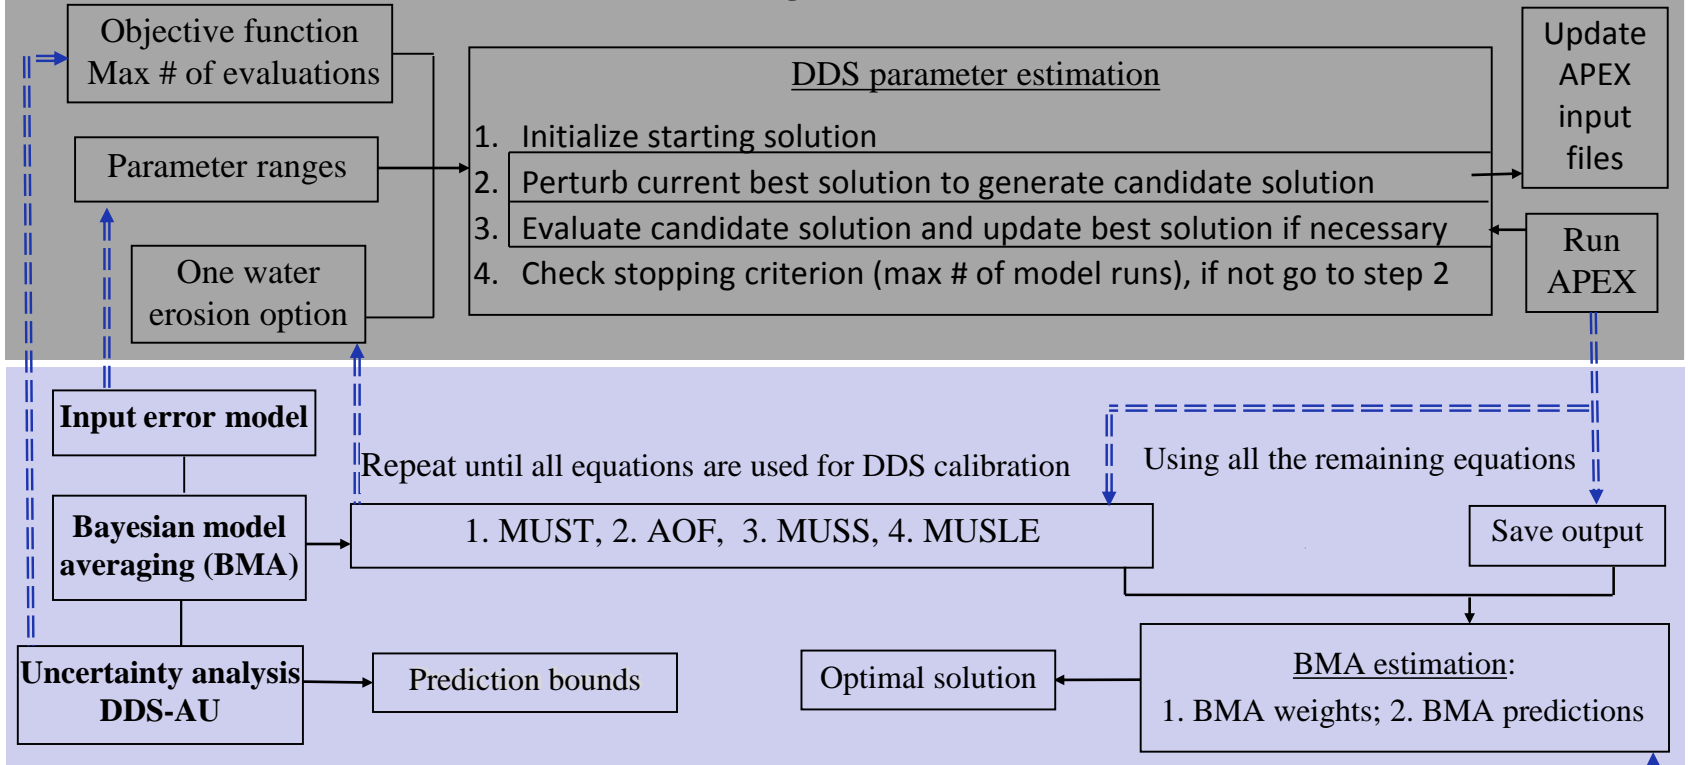 Objective function
Max # of evaluations
Parameter ranges
One water
erosion option
DDS parameter estimation
1. Initialize starting solution
2. Perturb current best solution to generate candidate solution
3. Evaluate candidate solution and update best solution if necessary
4. Check stopping criterion (max # of model runs), if not go to step 2
Update
APEX
input
files
Run
APEX
Input error model
Repeat until all equations are used for DDS calibration
Using all the remaining equations
Bayesian model
averaging (BMA)
1. MUST, 2. AOF, 3. MUSS, 4. MUSLE
Save output
Uncertainty analysis
DDS-AU
Prediction bounds
Optimal solution
BMA estimation:
1. BMA weights; 2. BMA predictions